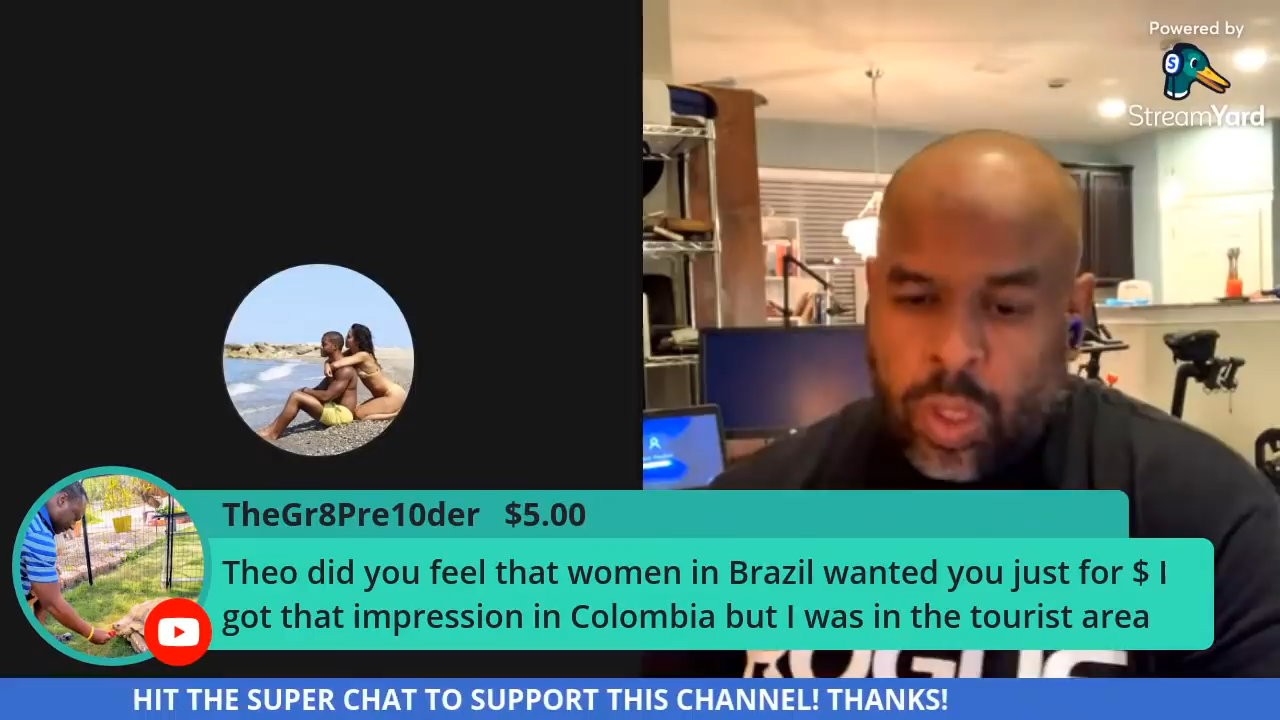 Powered by
S
StreamYard
TheGr8Pre10der $5.00
Theo did you feel that women in Brazil wanted you just for $ I
got that impression in Colombia but I was in the tourist area
ROGUE
HIT THE SUPER CHAT TO SUPPORT THIS CHANNEL! THANKS!